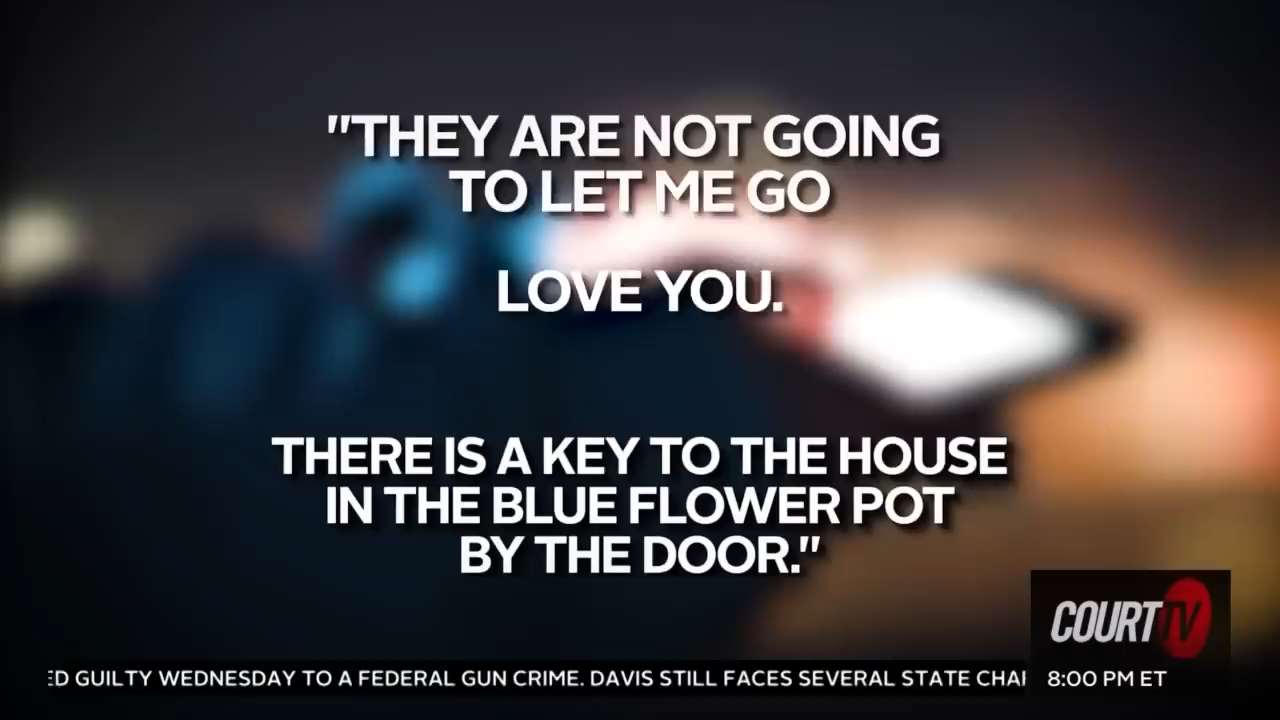 "THEY ARE NOT GOING
TO LET ME GO
LOVE YOU.
THERE IS A KEY TO THE HOUSE
IN THE BLUE FLOWER POT
BY THE DOOR."
COURT TV
ED GUILTY WEDNESDAY TO A FEDERAL GUN CRIME. DAVIS STILL FACES SEVERAL STATE CHA
8:00 PM ET